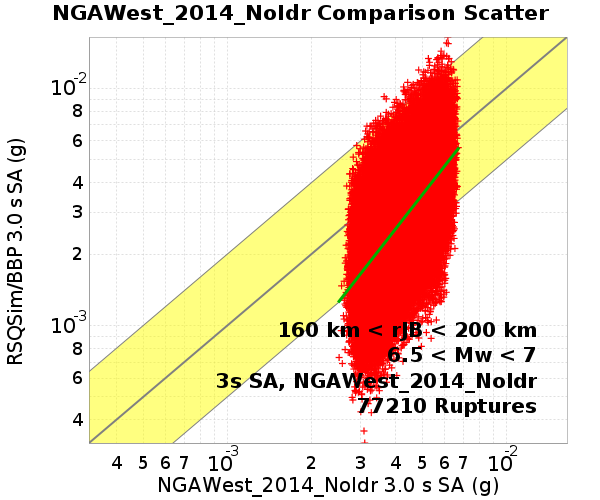 NGAWest_2014_NoIdr Comparison Scatter
RSQSim/BBP 3.0 s SA (g)
10-2
8
6
4
3
2
10-3
8
6
4
160 km < rJB < 200 km
6.5 < Mw < 7
3s SA, NGAWest_2014_NoIdr
77210 Ruptures
4 5 6 7 10-3 2 3 4 5 6 7 10-2
NGAWest_2014_NoIdr 3.0 s SA (g)